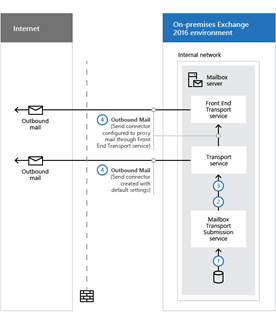 Internet
On-premises Exchange
2016 environment
Internal network
Mailbox
server
Front End
Transport
service
Outbound
mail
4 Outbound Mail
(Send connector
configured to proxy
mail through Front
End Transport service)
Transport
service
Outbound
mail
4 Outbound Mail
(Send connector
created with
default settings)
3
2
Mailbox
Transport
Submission
service
1